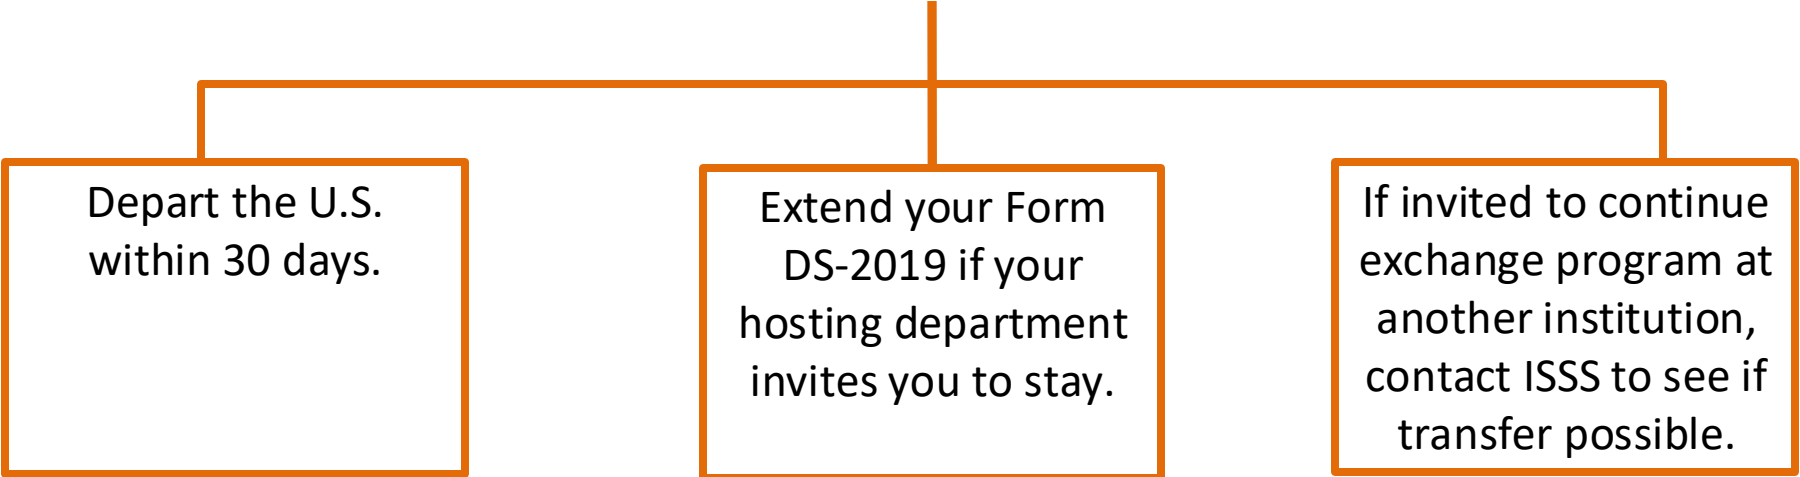 Depart the U.S.
within 30 days.
Extend your Form
DS-2019 if your
hosting department
invites you to stay.
If invited to continue
exchange program at
another institution,
contact ISSS to see if
transfer possible.